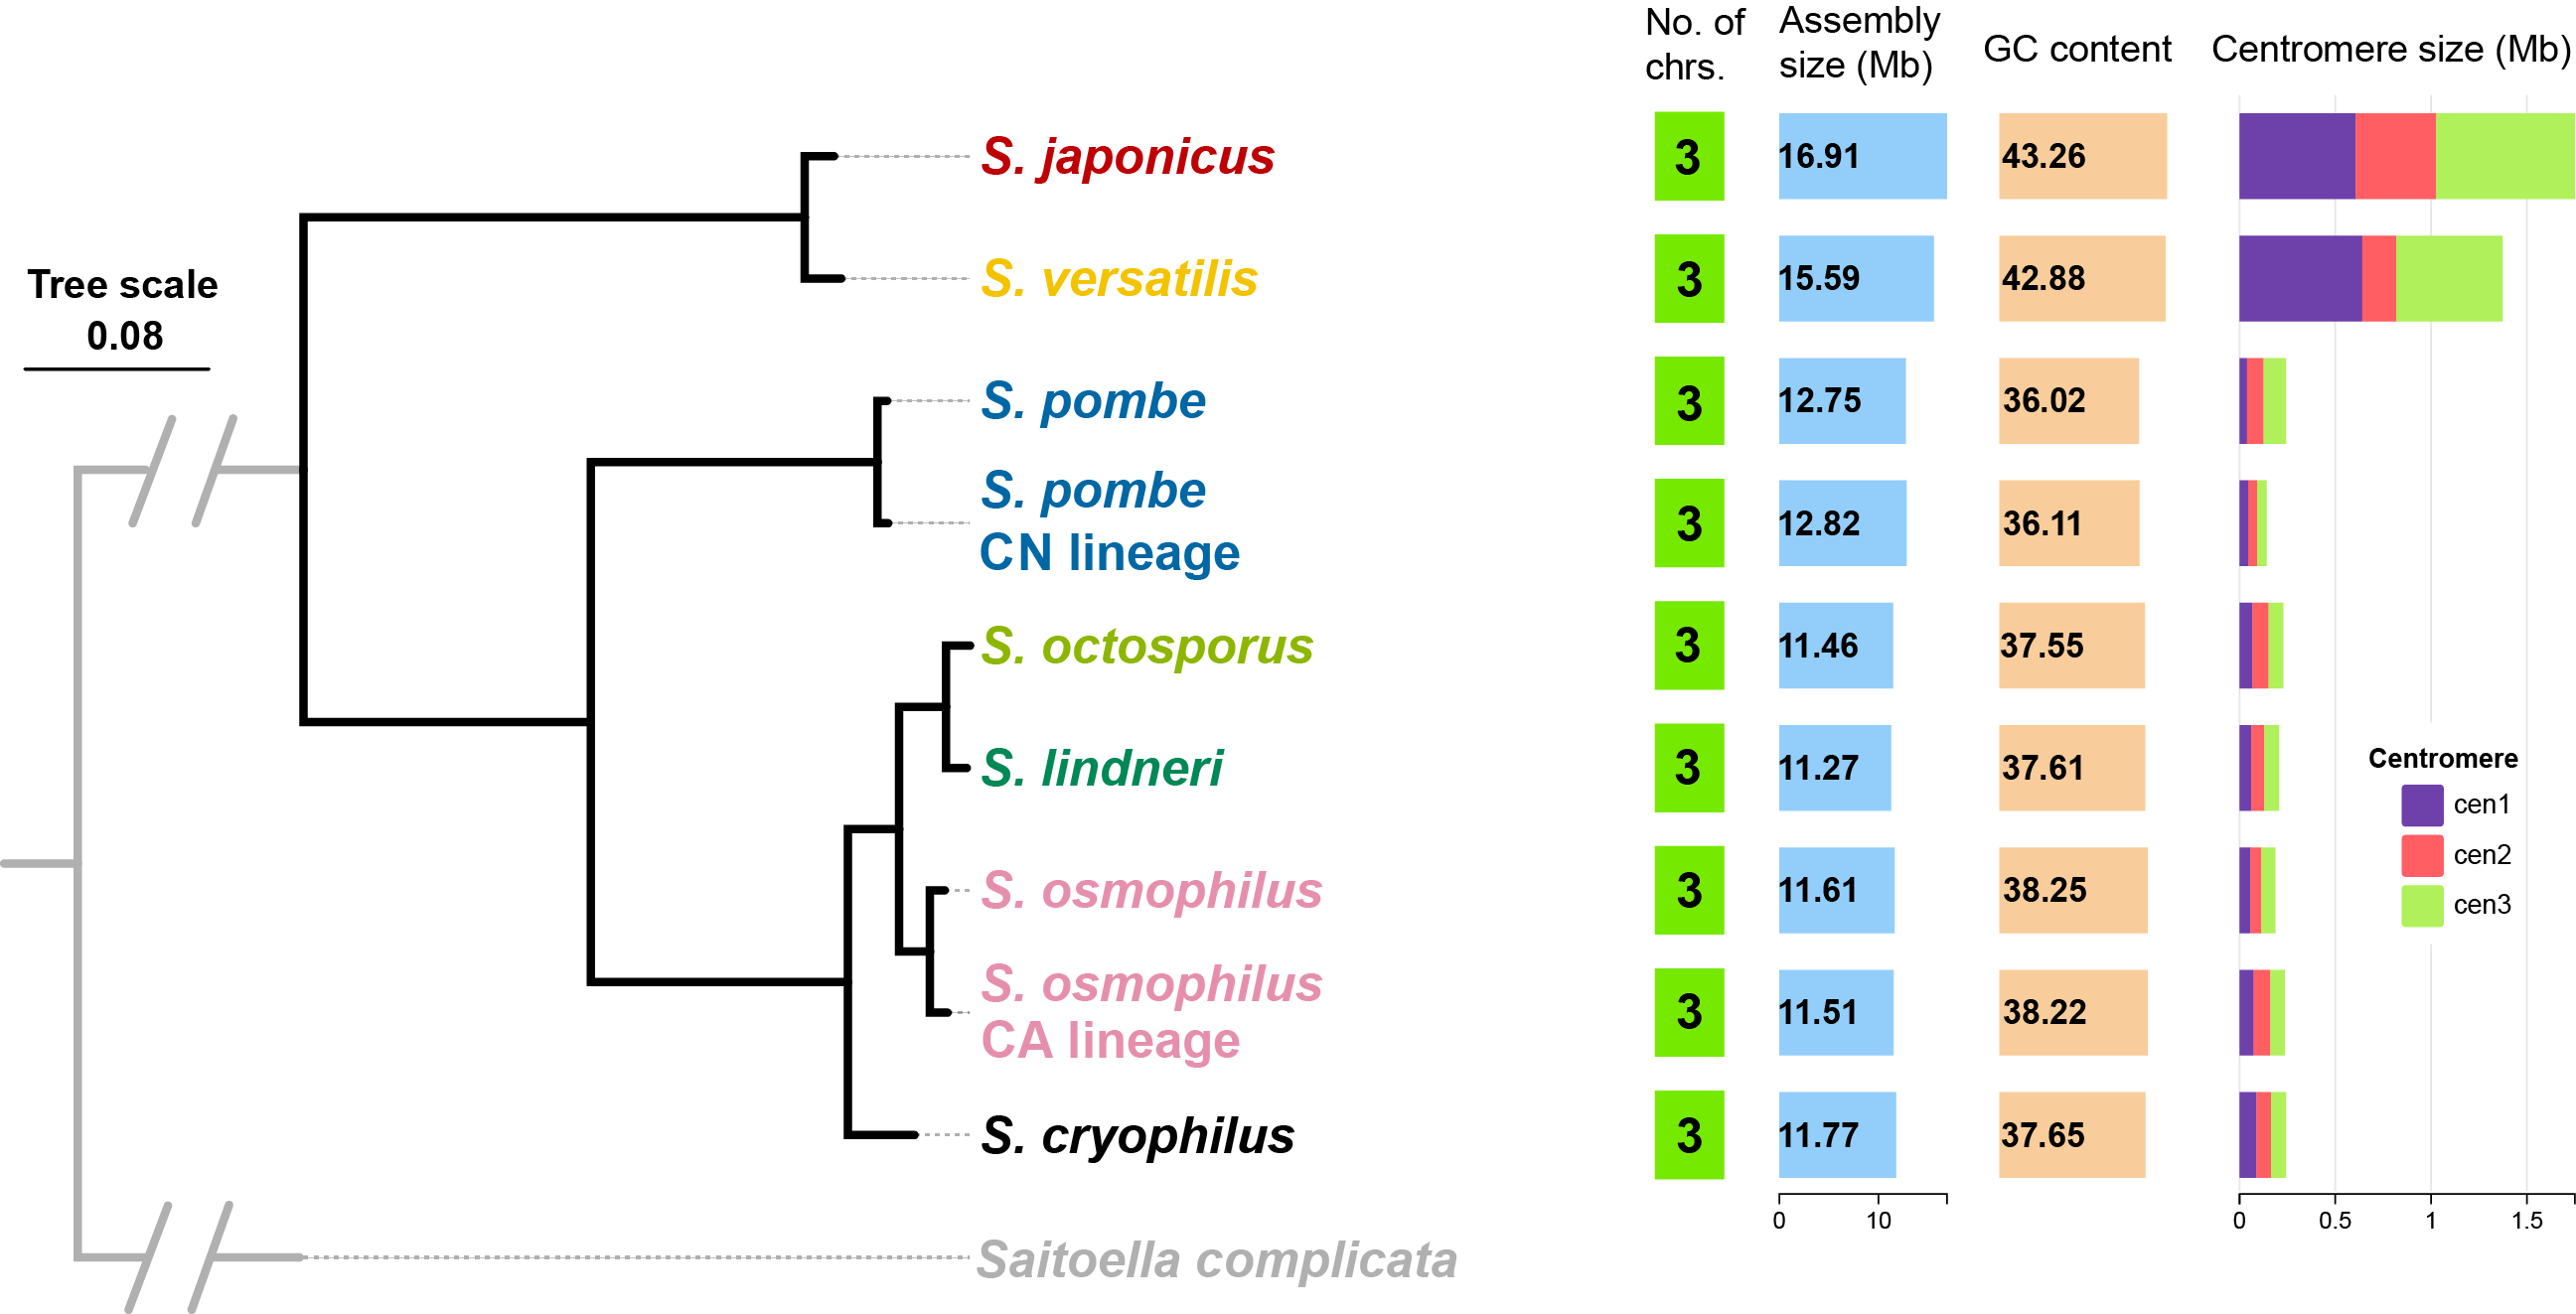 No. of
chrs.
Assembly
size (Mb)
GC content
Centromere size (Mb)
Tree scale
0.08
S. japonicus
3
16.91
43.26
S. versatilis
3
15.59
42.88
S. pombe
3
12.75
36.02
S. pombe
CN lineage
3
12.82
36.11
S. octosporus
3
11.46
37.55
S. lindneri
3
11.27
37.61
S. osmophilus
3
11.61
38.25
S. osmophilus
CA lineage
3
11.51
38.22
S. cryophilus
3
11.77
37.65
Saitoella complicata
Centromere
cen1
cen2
cen3
0
10
0
0.5
1
1.5